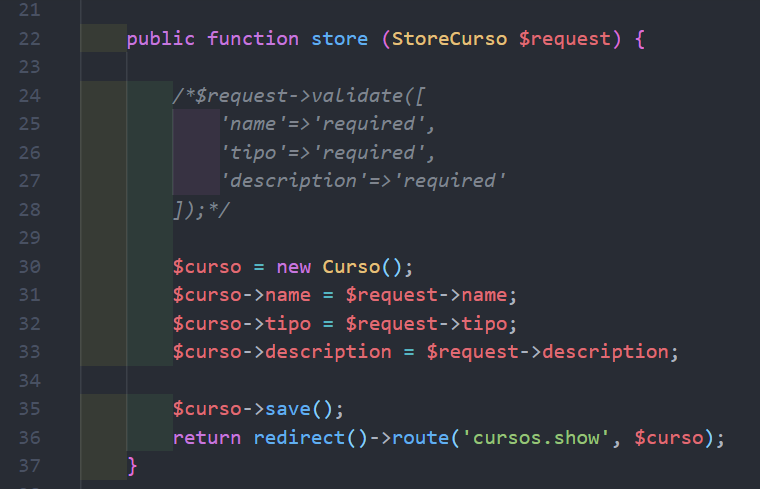 21
22 public function store (StoreCurso $request) {
23
24 /*$request->validate([
25 'name'=>'required',
26 'tipo'=>'required',
27 'description'=>'required'
28 ]);*/
29
30 $curso = new Curso();
31 $curso->name = $request->name;
32 $curso->tipo = $request->tipo;
33 $curso->description = $request->description;
34
35 $curso->save();
36 return redirect()->route('cursos.show', $curso);
37 }